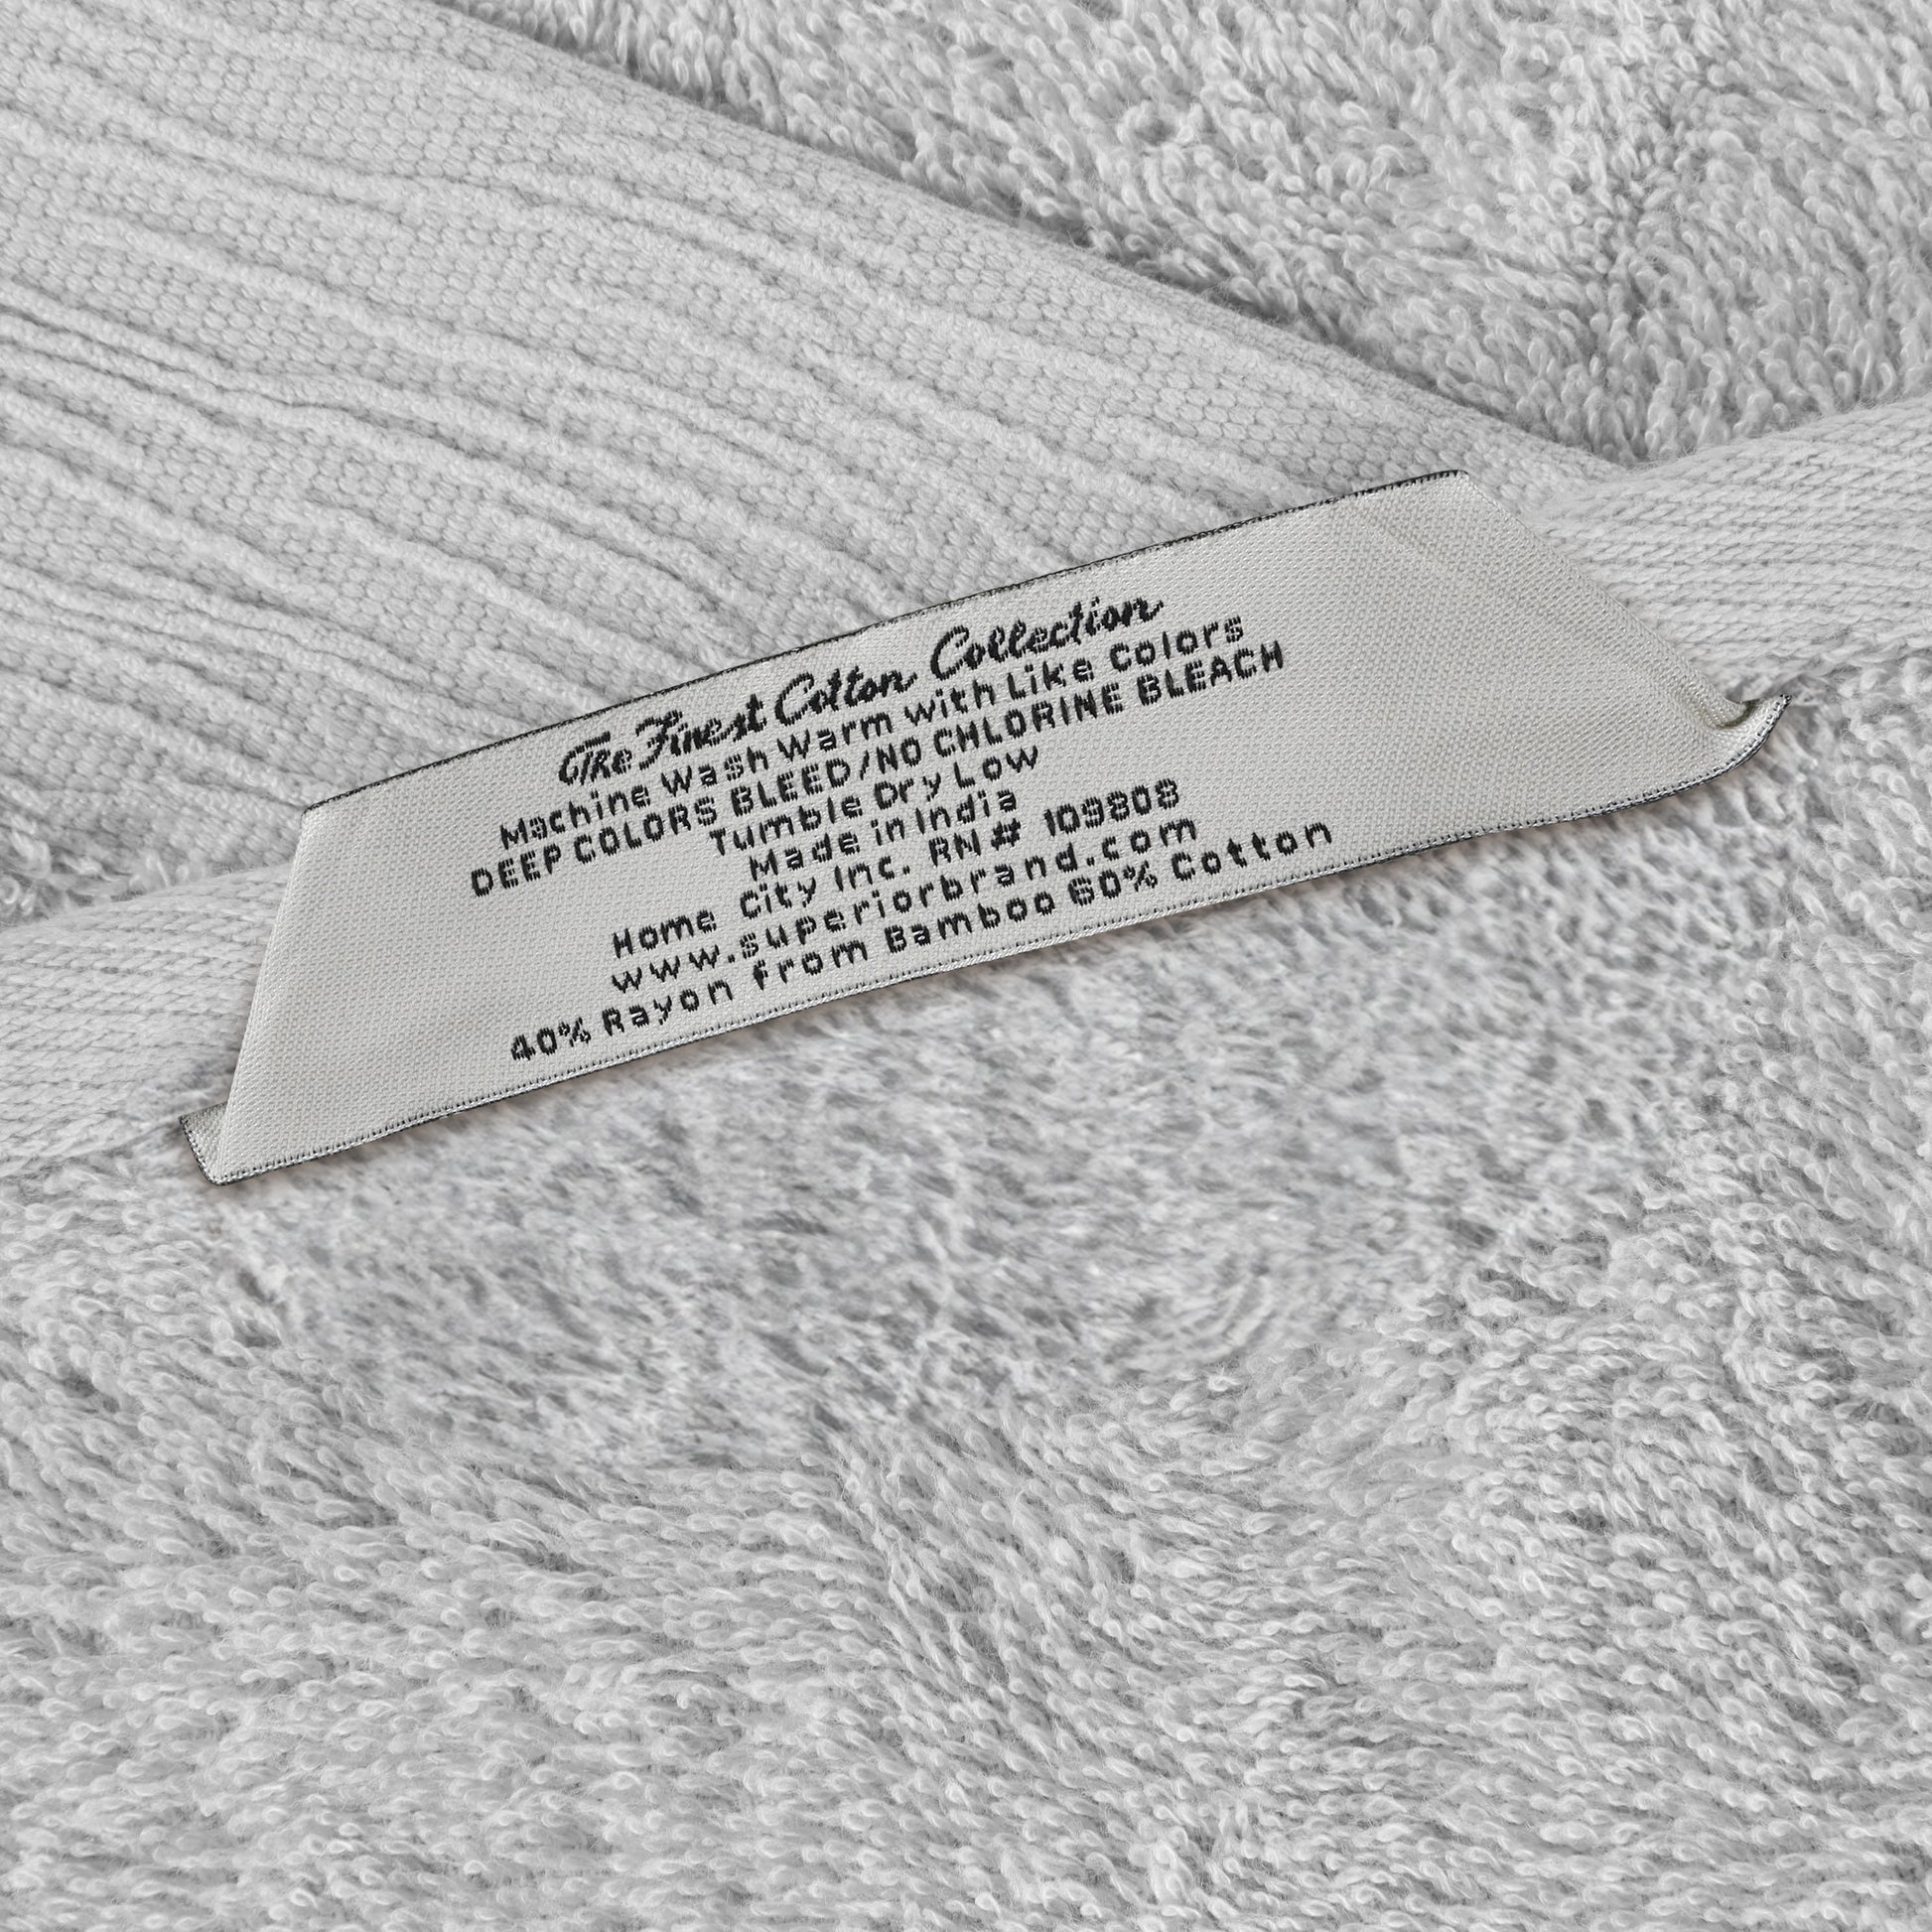 The Finest Cotton Collection
Machine Wash Warm with Like Colors
DEEP COLORS BLEED/NO CHLORINE BLEACH
Tumble Dry Low
Made in India
Home City Inc. RN# 109808
www.superiorbrand.com
40% Rayon from Bamboo 60% Cotton